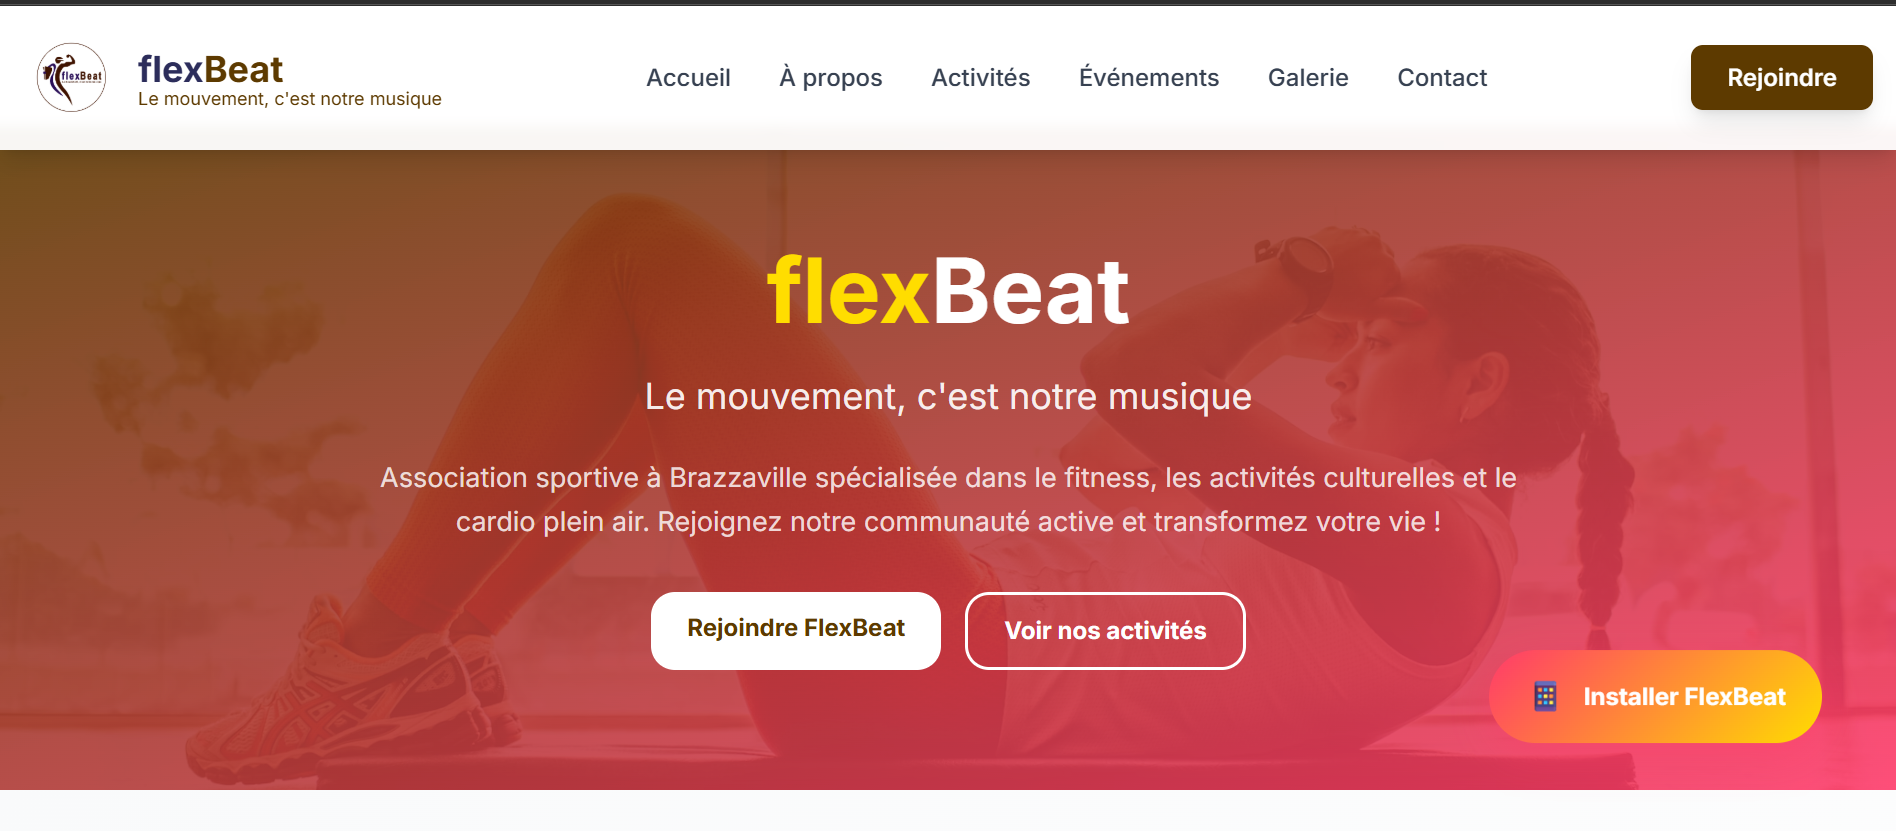 flexBeat
flexBeat
Le mouvement, c'est notre musique
Accueil
À propos
Activités
Événements
Galerie
Contact
Rejoindre
flexBeat
Le mouvement, c'est notre musique
Association sportive à Brazzaville spécialisée dans le fitness, les activités culturelles et le
cardio plein air. Rejoignez notre communauté active et transformez votre vie !
Rejoindre FlexBeat
Voir nos activités
Installer FlexBeat